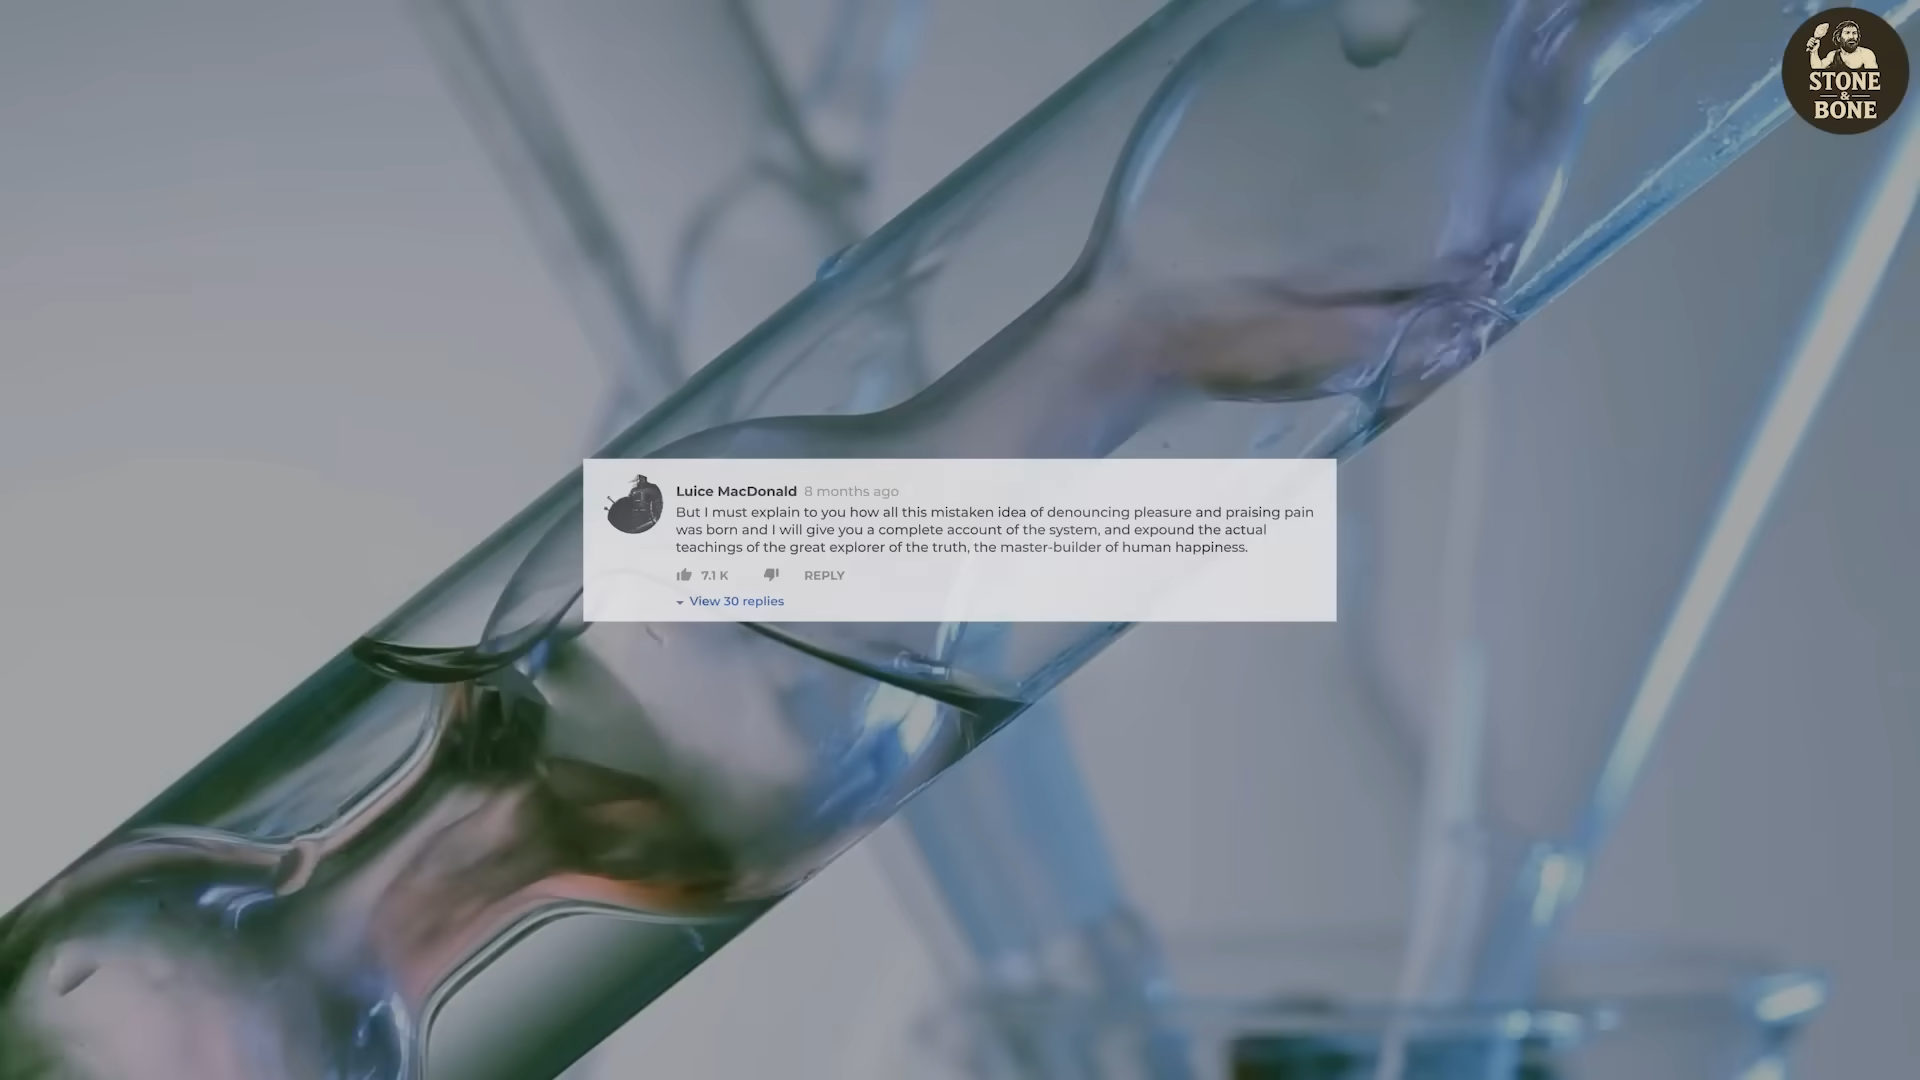 STONE
&
BONE
Luice MacDonald 8 months ago
But I must explain to you how all this mistaken idea of denouncing pleasure and praising pain
was born and I will give you a complete account of the system, and expound the actual
teachings of the great explorer of the truth, the master-builder of human happiness.
7.1 K REPLY
View 30 replies